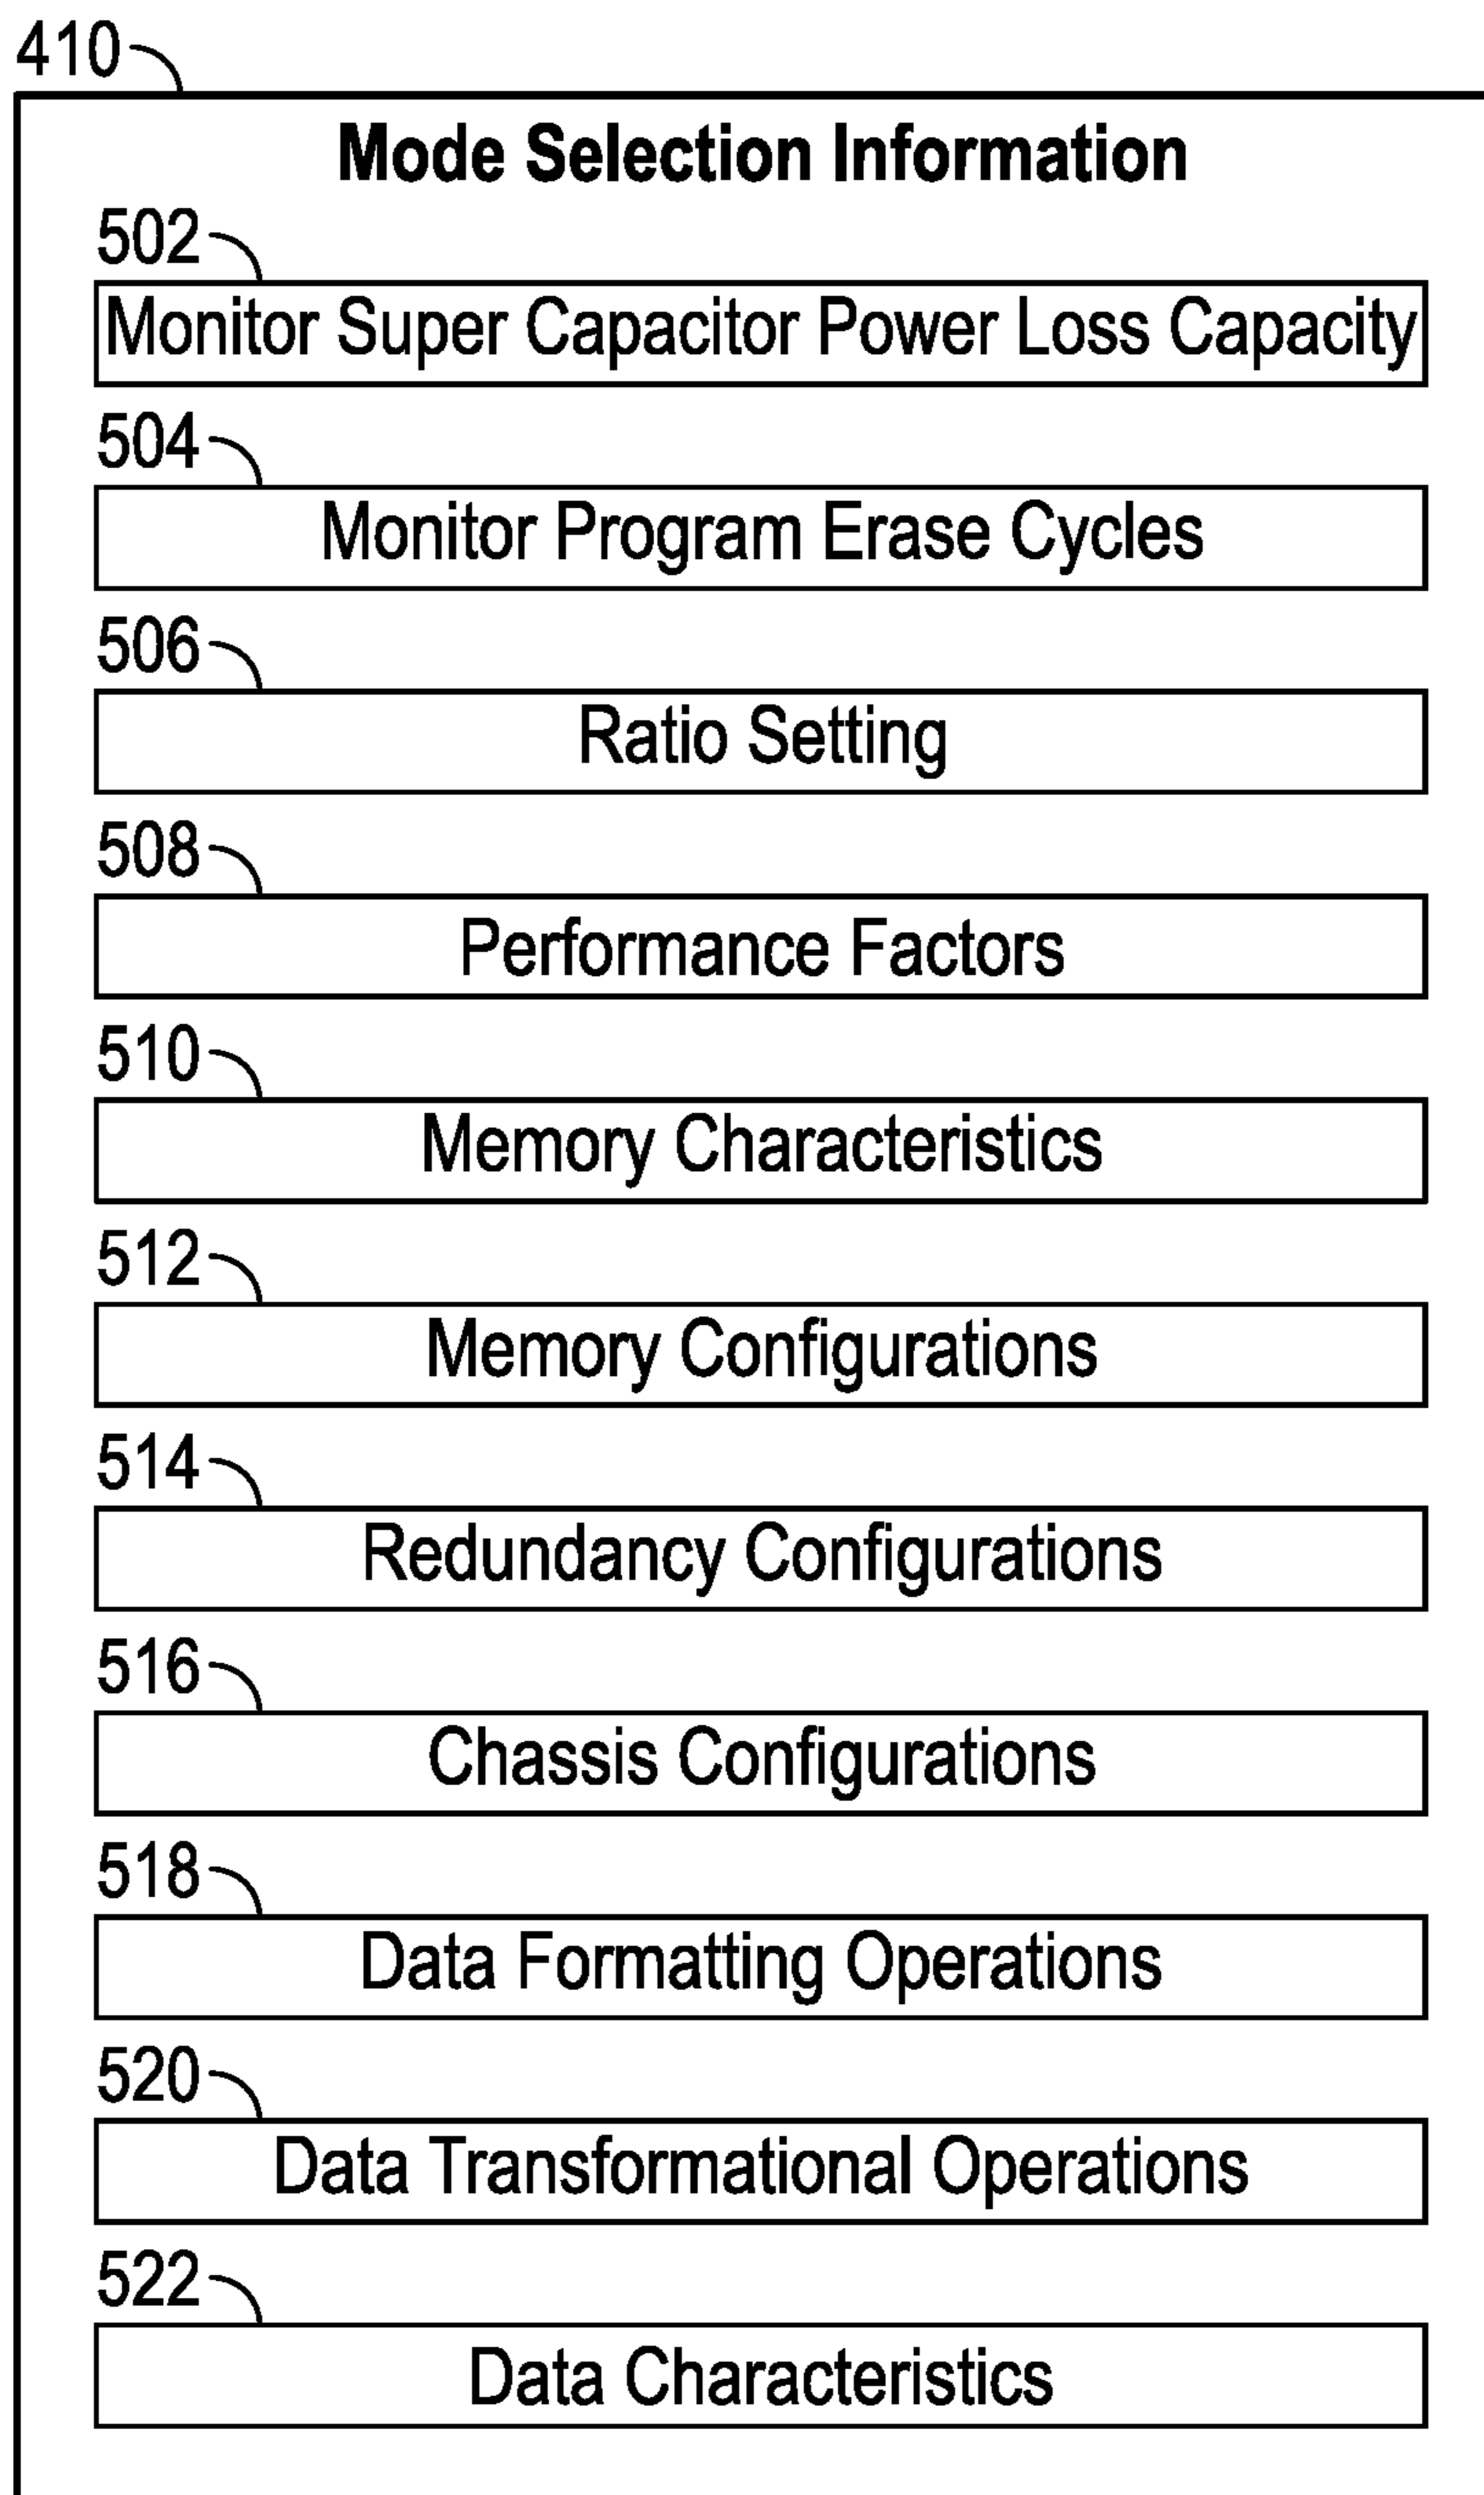 410
Mode Selection Information
502
Monitor Super Capacitor Power Loss Capacity
504
Monitor Program Erase Cycles
506
Ratio Setting
508
Performance Factors
510
Memory Characteristics
512
Memory Configurations
514
Redundancy Configurations
516
Chassis Configurations
518
Data Formatting Operations
520
Data Transformational Operations
522
Data Characteristics